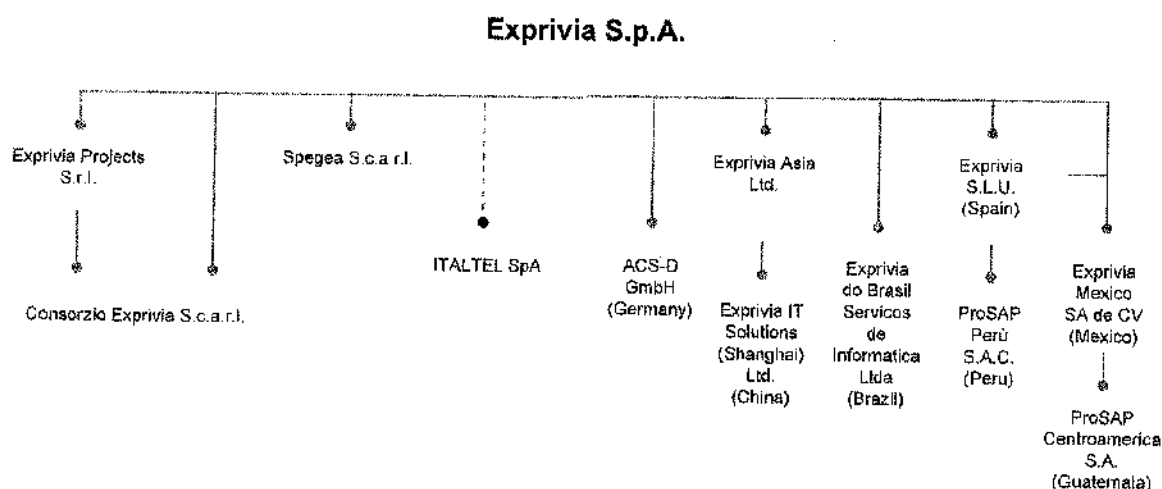 Exprivia S.p.A.
Exprivia Projects
S.r.l.
Spegea S.c.a r.l.
Exprivia Asia
Ltd.
Exprivia
S.L.U.
(Spain)
Consorzio Exprivia S.c.a.r.l.
ITALTEL SpA
ACS-D
GmbH
(Germany)
Exprivia IT
Solutions
(Shanghai)
Ltd.
(China)
Exprivia
do Brasil
Servicos
de
Informatica
Ltda
(Brazil)
ProSAP
Perù
S.A.C.
(Peru)
Exprivia
Mexico
SA de CV
(Mexico)
ProSAP
Centroamerica
S.A.
(Guatemala)